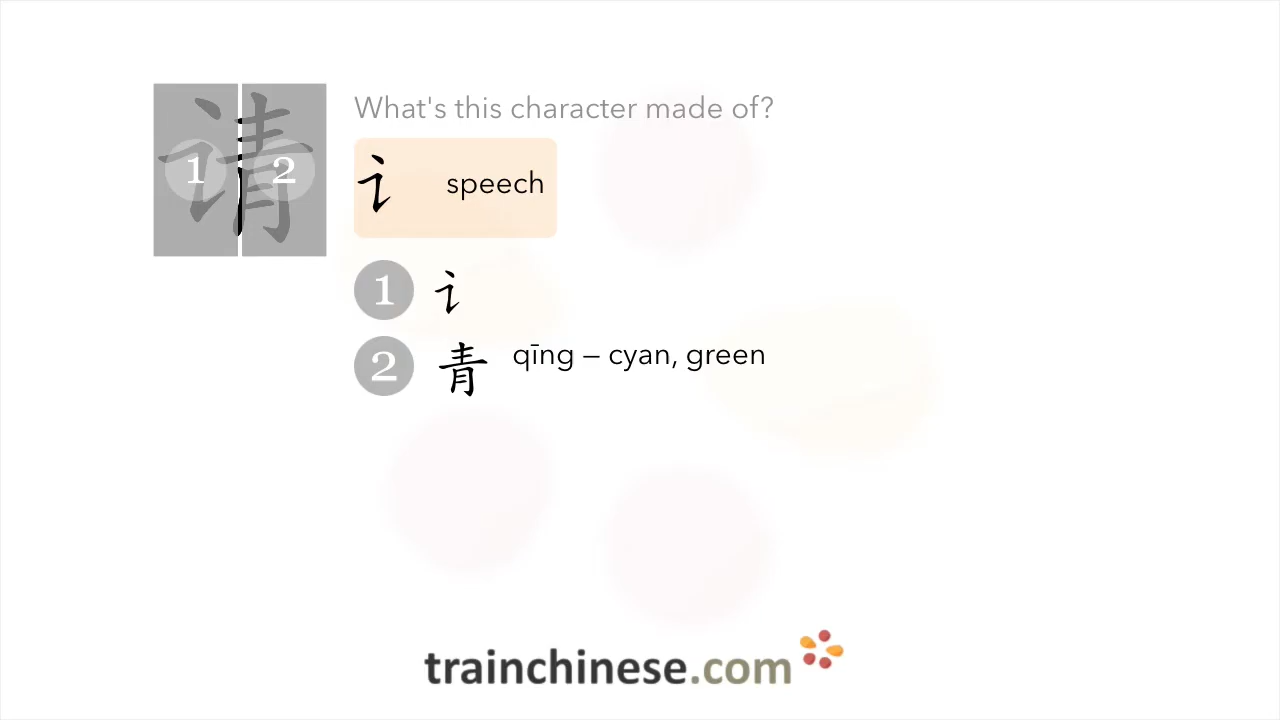 请
1 2
What's this character made of?
讠 speech
1 讠
2 青 qīng – cyan, green
trainchinese.com